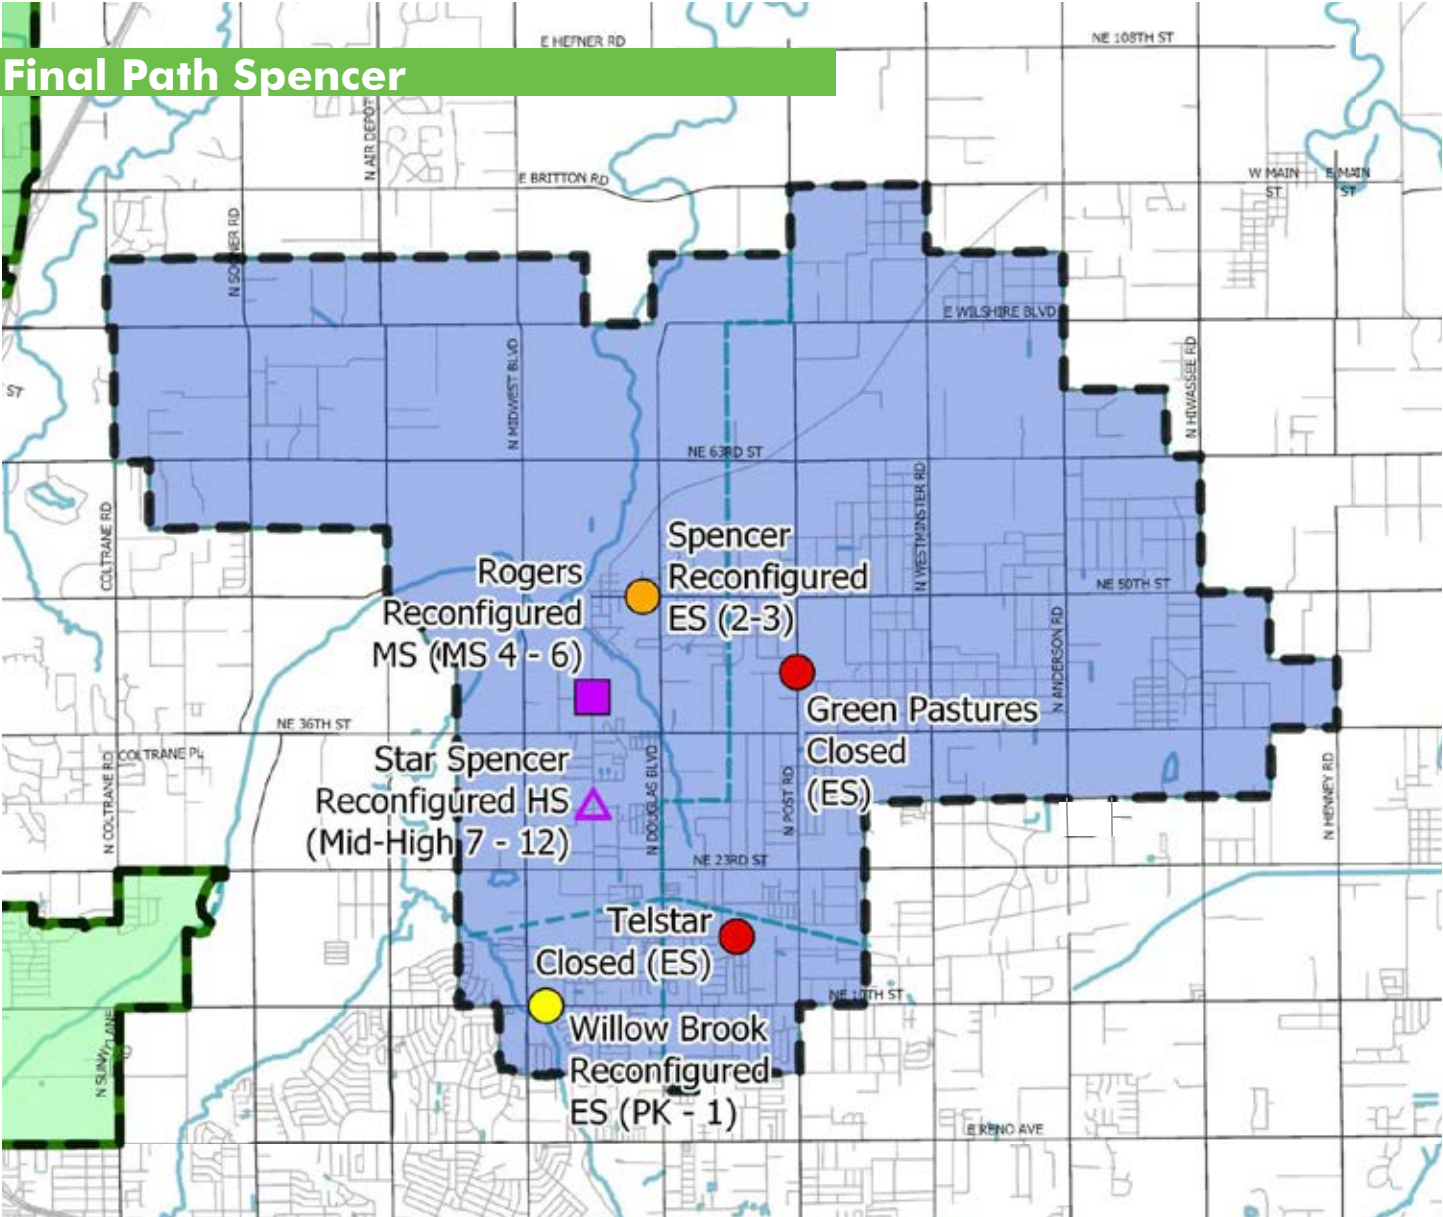 E HEFNER RD
NE 108TH ST
Final Path Spencer
N AIR DEPOT
E BRITTON RD
W MAIN
ST
E MAIN
ST
N SOONER RD
E WILSHIRE BLVD
N MIDWEST BLVD
N HIWASSEE RD
ST
NE 63RD ST
N WESTMINSTER RD
COLTRANE RD
Spencer
Reconfigured
ES (2-3)
Rogers
Reconfigured
MS (MS 4 - 6)
NE 50TH ST
N ANDERSON RD
Green Pastures
Closed
(ES)
NE 36TH ST
COLTRANE PL
N COLTRANE RD
Star Spencer
Reconfigured HS
(Mid-High 7 - 12)
N DOUGLAS BLVD
N POST RD
N HENNEY RD
NE 23RD ST
Telstar
Closed (ES)
NE 10TH ST
Willow Brook
Reconfigured
ES (PK - 1)
E RENO AVE